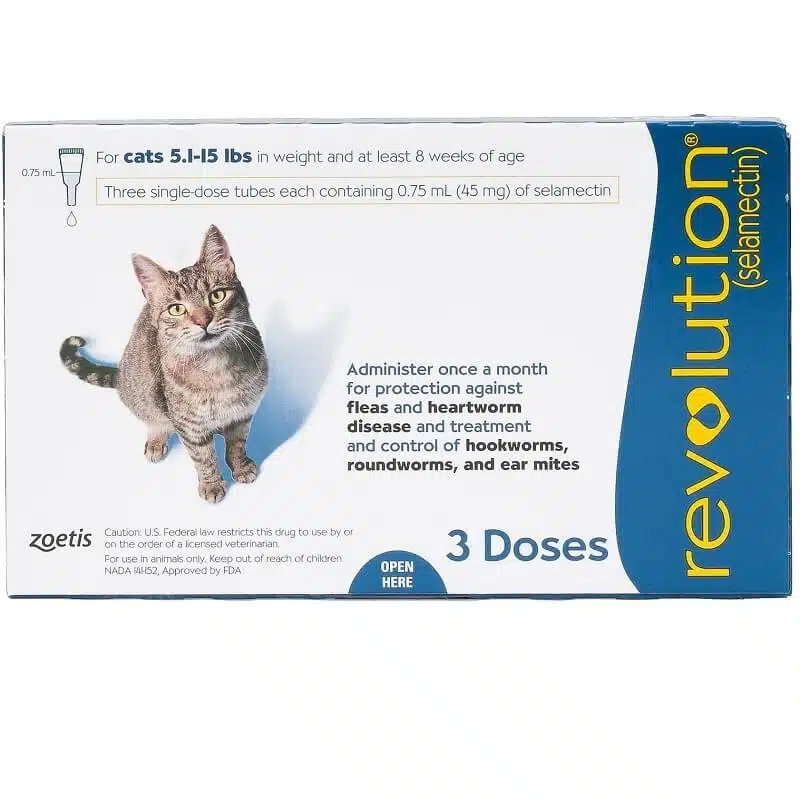 For cats 5.1-15 lbs in weight and at least 8 weeks of age
0.75 mL
Three single-dose tubes each containing 0.75 mL (45 mg) of selamectin
Administer once a month
for protection against
fleas and heartworm
disease and treatment
and control of hookworms,
roundworms, and ear mites
zoetis
Caution: U.S. Federal law restricts this drug to use by or
on the order of a licensed veterinarian.
For use in animals only. Keep out of reach of children.
NADA 141-152, Approved by FDA
OPEN
HERE
3 Doses
revolution®
(selamectin)